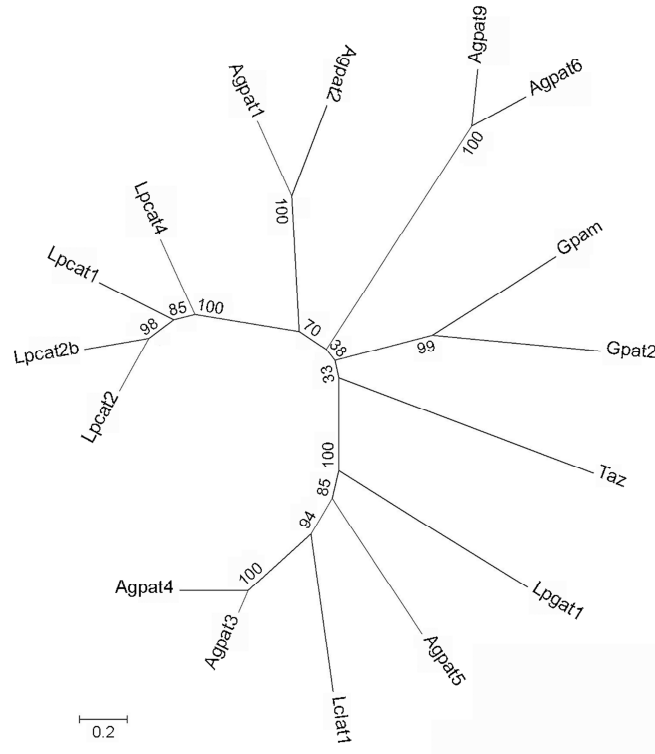 Agpat9
Agpat6
Agpat2
Agpat1
100
100
Lpcat4
Gpam
Lpcat1
85
100
98
70
38
99
Gpat2
Lpcat2b
33
Lpcat2
Taz
100
85
94
100
Agpat4
Lpgat1
Agpat3
Agpat5
Lclat1
0.2